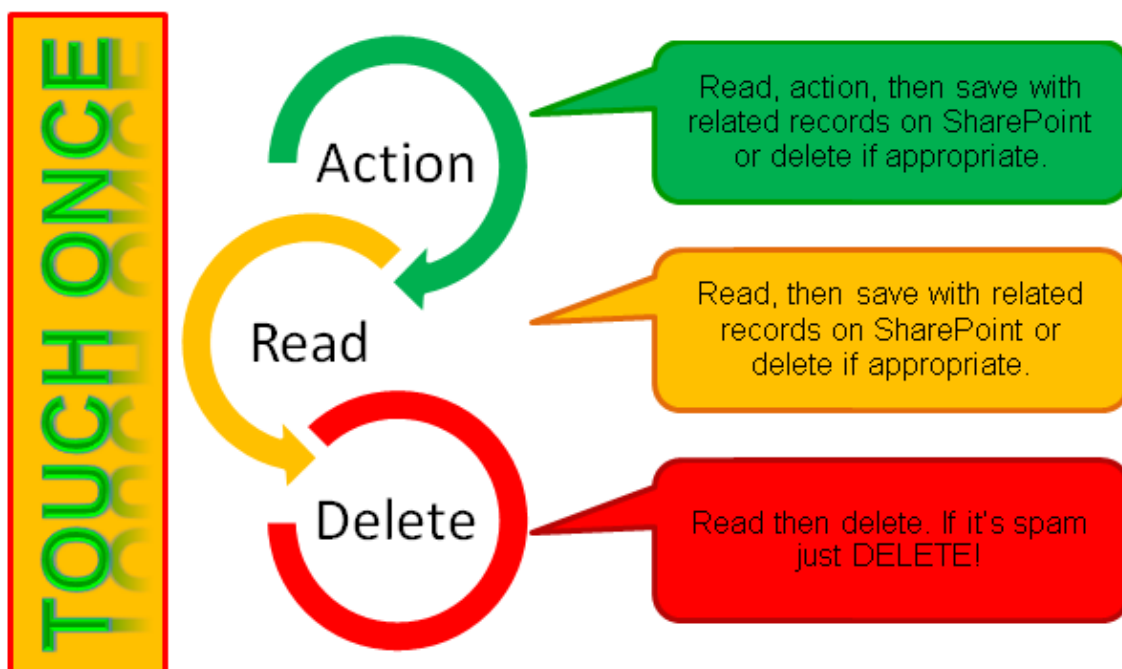 TOUCH ONCE
Action
Read, action, then save with
related records on SharePoint
or delete if appropriate.
Read
Read, then save with related
records on SharePoint or
delete if appropriate.
Delete
Read then delete. If it's spam
just DELETE!